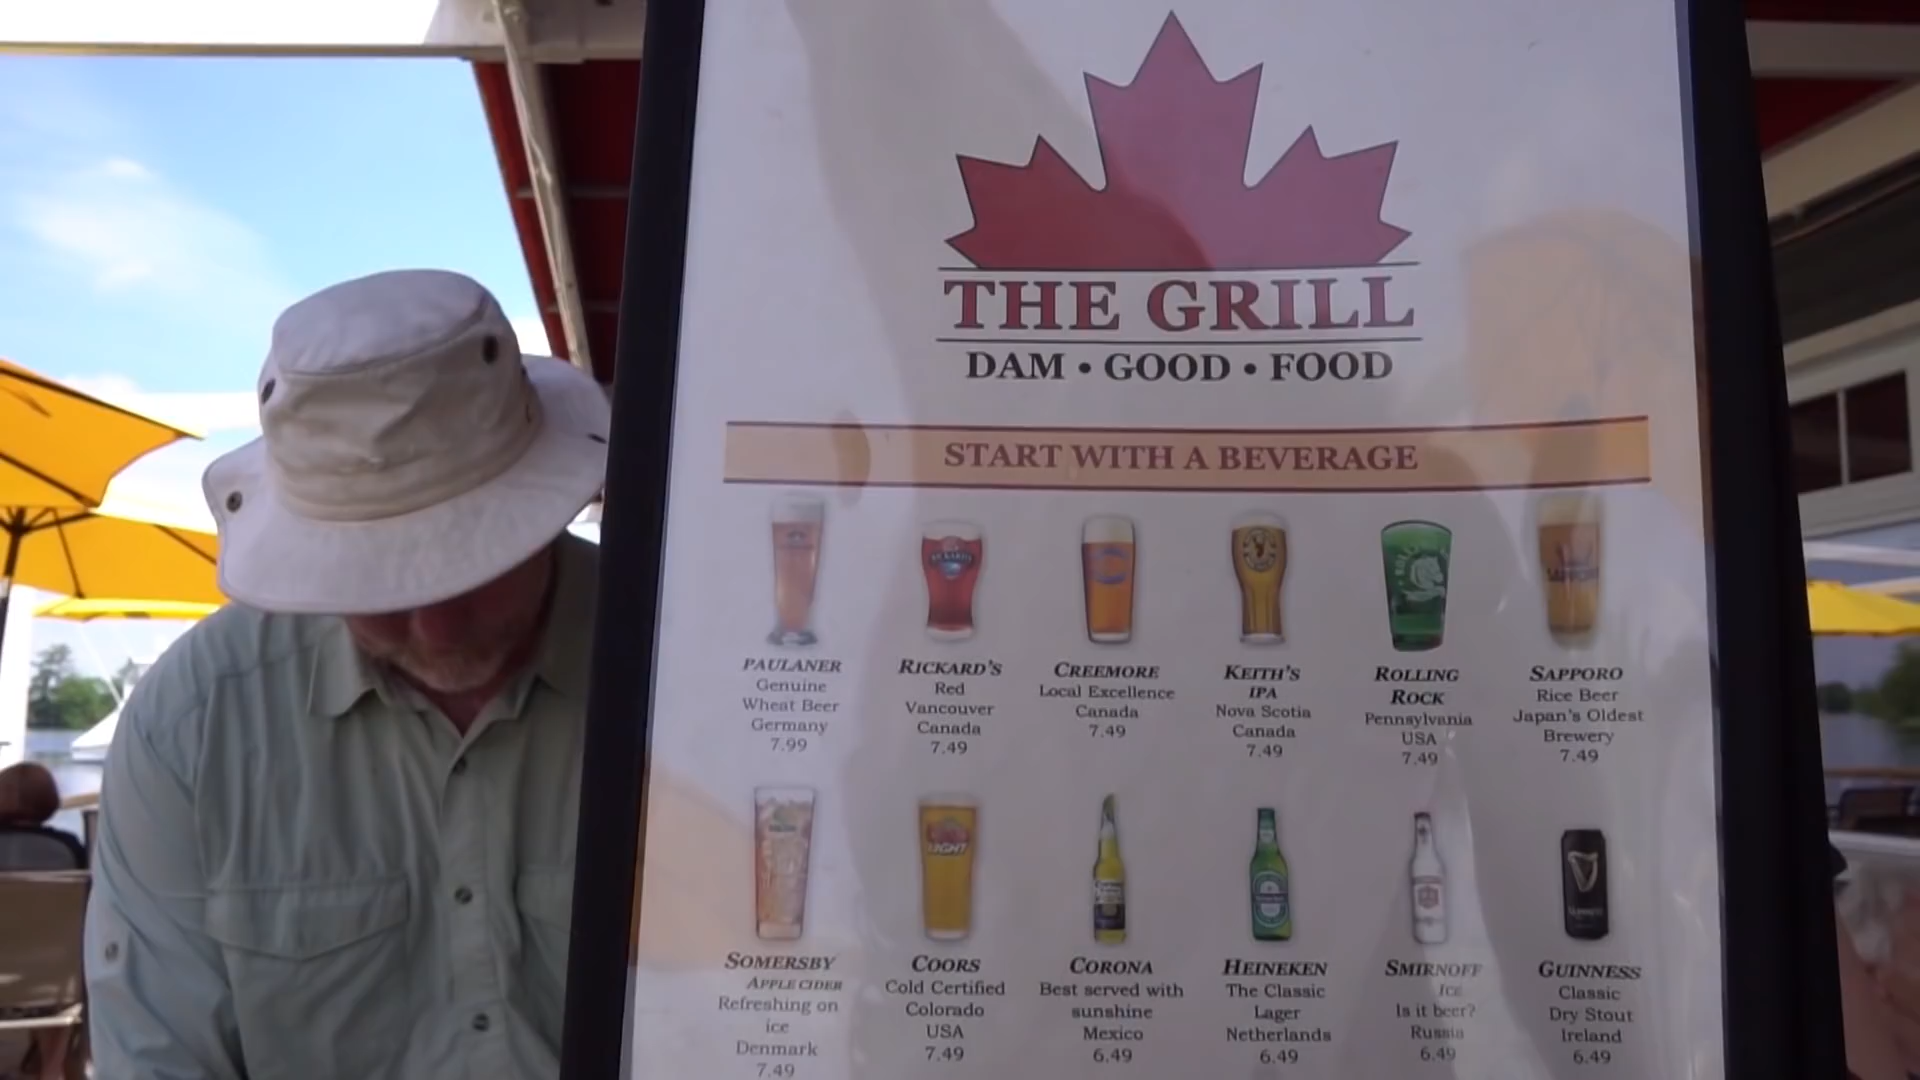 THE GRILL
DAM • GOOD • FOOD
START WITH A BEVERAGE
RICKARD'S
SAPPORO
LIGHT
PAULANER
Genuine
Wheat Beer
Germany
7.99
RICKARD'S
Red
Vancouver
Canada
7.49
CREEMORE
Local Excellence
Canada
7.49
KEITH'S
IPA
Nova Scotia
Canada
7.49
ROLLING
ROCK
Pennsylvania
USA
7.49
SAPPORO
Rice Beer
Japan's Oldest
Brewery
7.49
SOMERSBY
APPLE CIDER
Refreshing on
ice
Denmark
7.49
COORS
Cold Certified
Colorado
USA
7.49
CORONA
Best served with
sunshine
Mexico
6.49
HEINEKEN
The Classic
Lager
Netherlands
6.49
SMIRNOFF
ICE
Is it beer?
Russia
6.49
GUINNESS
Classic
Dry Stout
Ireland
6.49